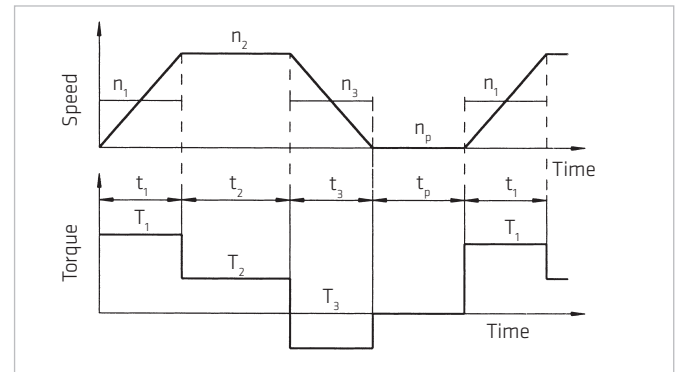 Speed
n₁
n₂
n₃
nₚ
n₁
Time
t₁
t₂
t₃
tₚ
t₁
Torque
T₁
T₂
T₃
T₁
Time